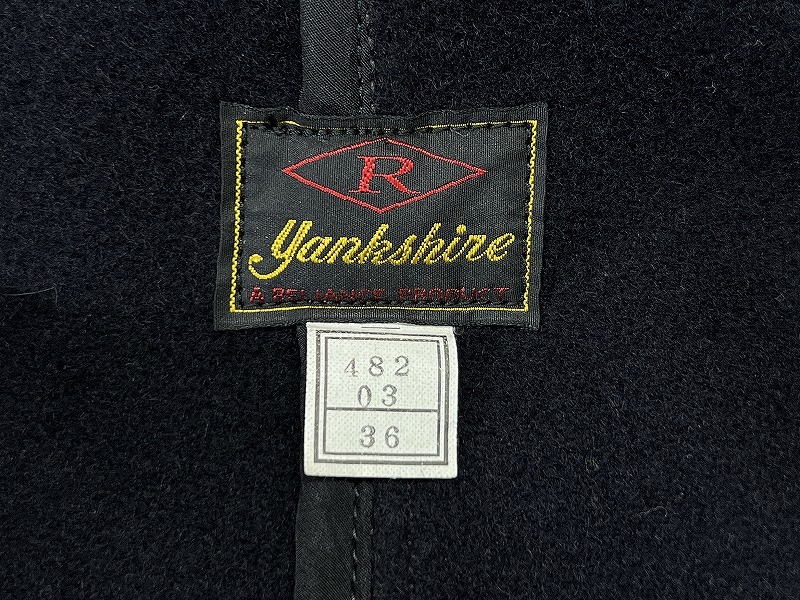 R
Yankshire
A RELIANCE PRODUCT
482
03
36